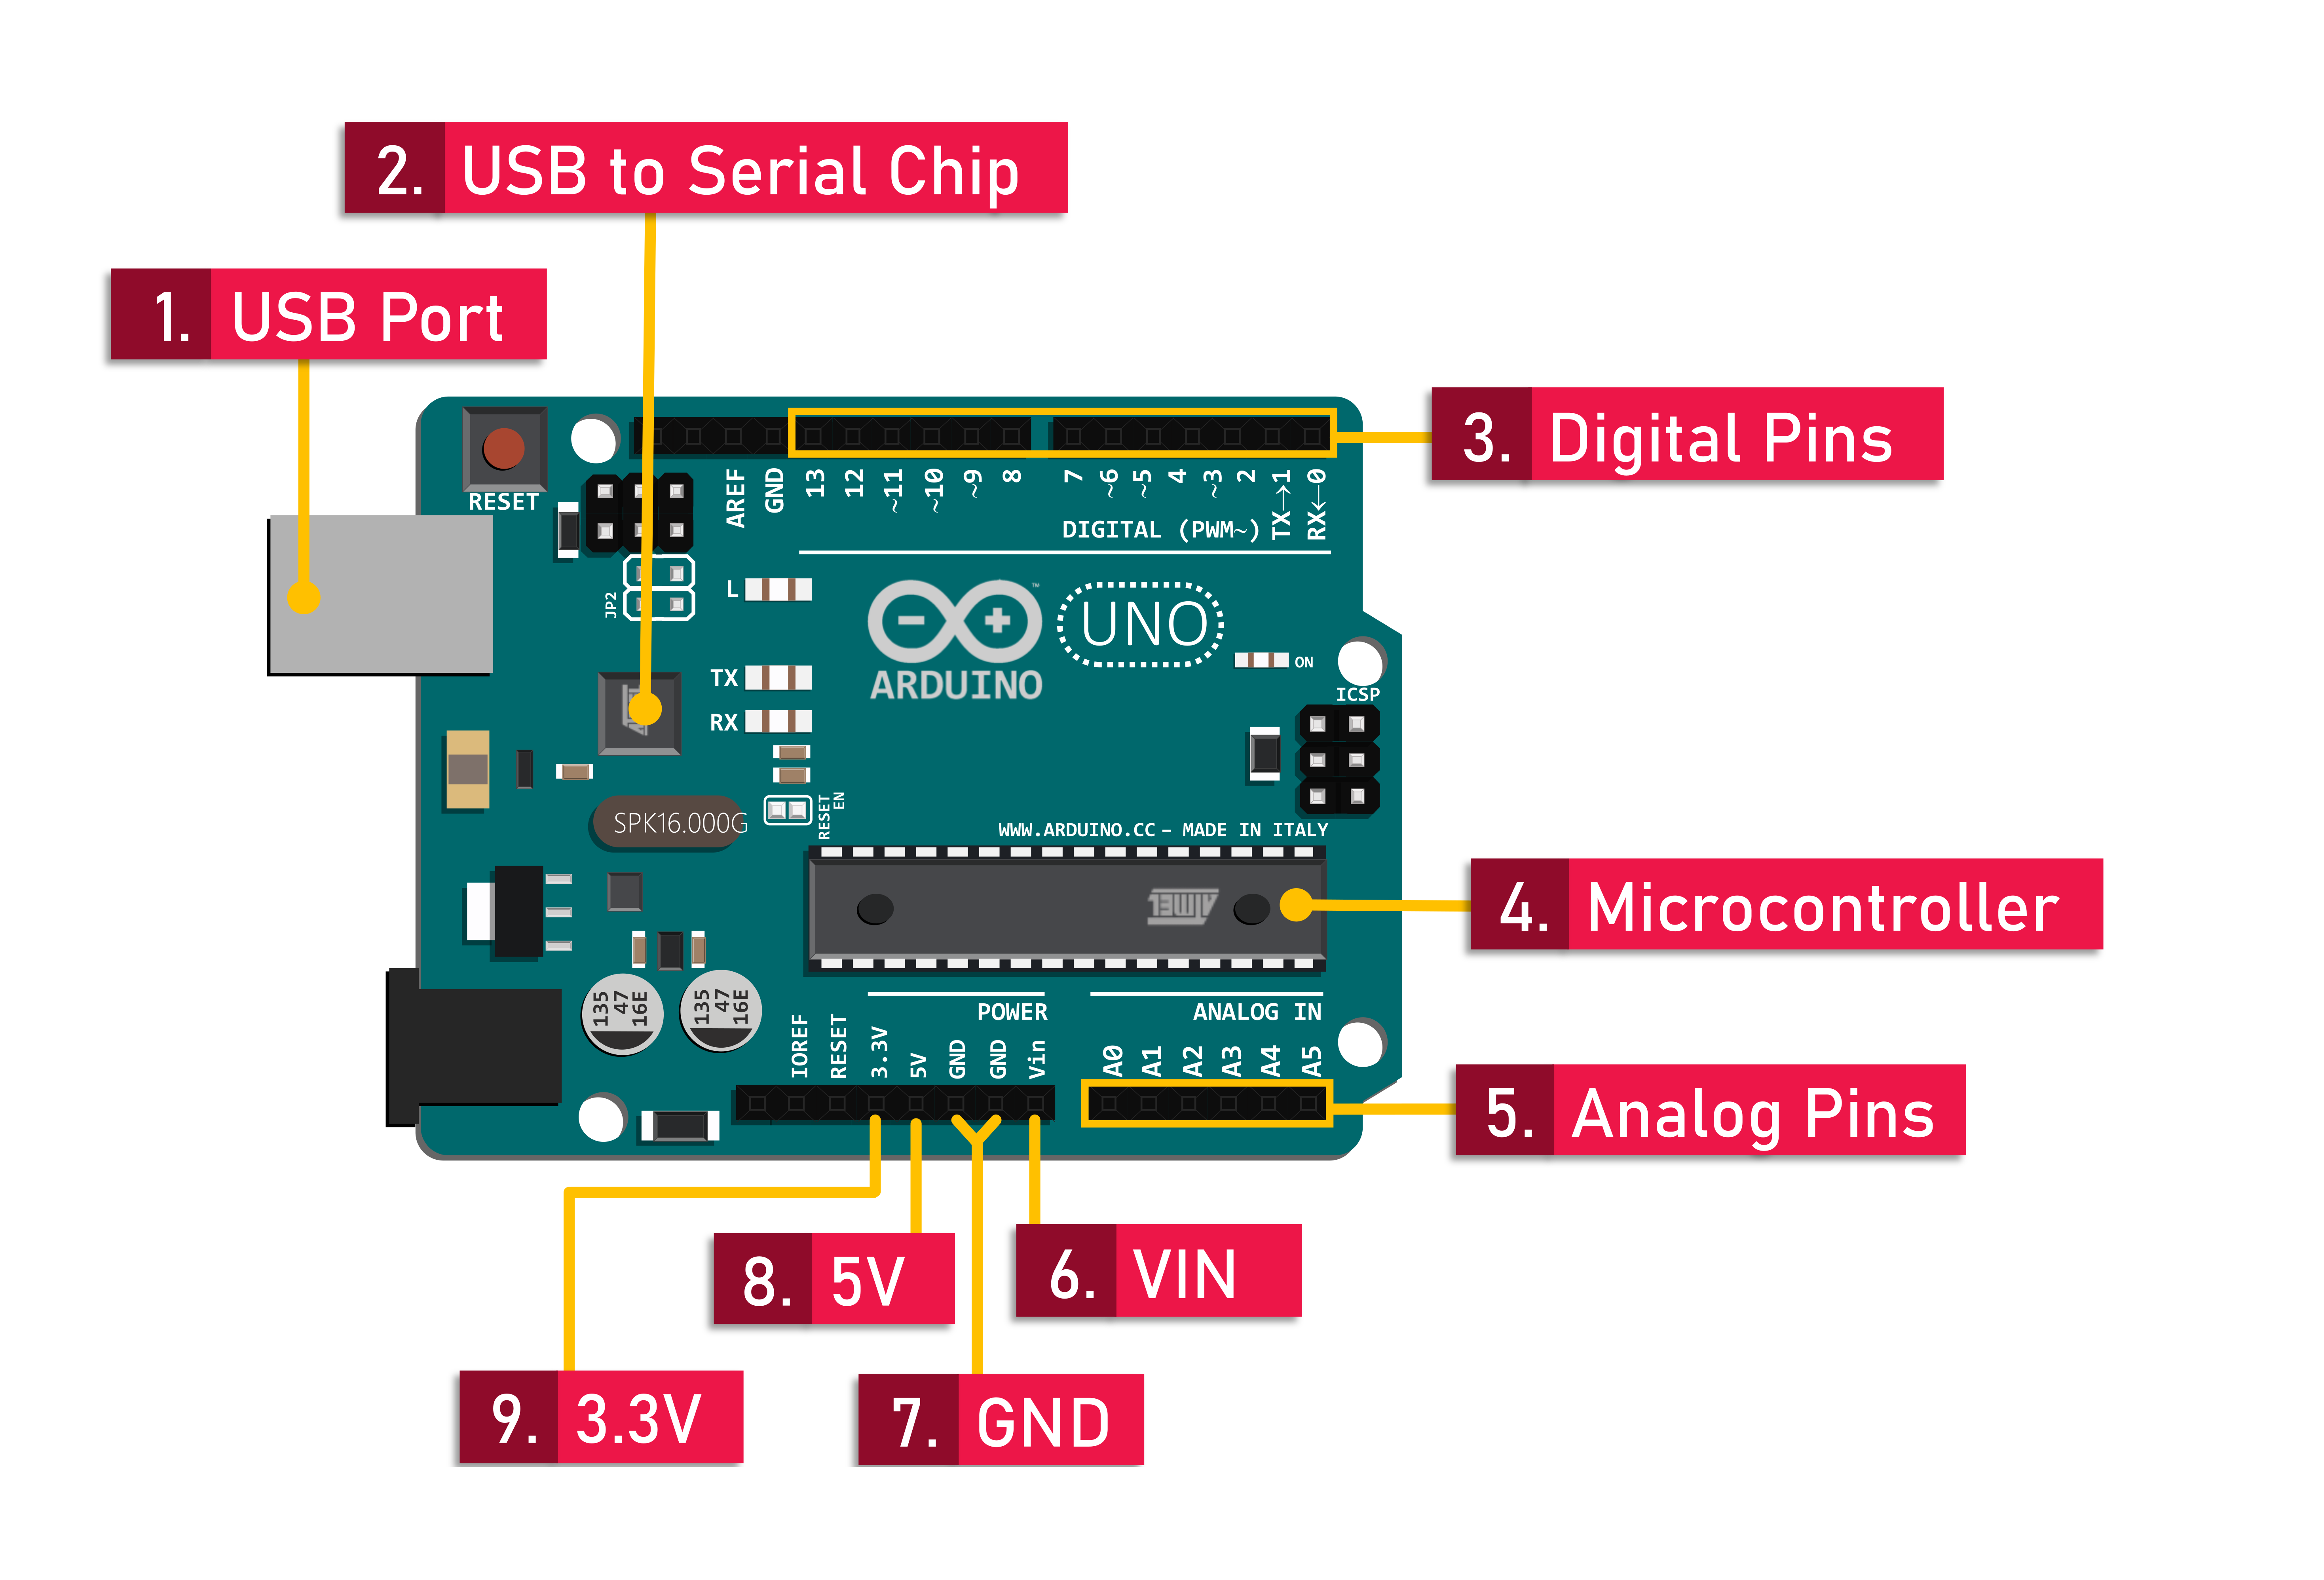 2. USB to Serial Chip
1. USB Port
3. Digital Pins
RESET
AREF
GND
13
12
~11
~10
~9
8
7
~6
~5
4
~3
2
TX→1
RX←0
DIGITAL (PWM~)
JP2
L
™
ARDUINO
UNO
ON
TX
RX
ICSP
ATMEL
SPK16.000G
RESET
EN
WWW.ARDUINO.CC – MADE IN ITALY
ATMEL
4. Microcontroller
135
47
16E
135
47
16E
POWER
ANALOG IN
IOREF
RESET
3.3V
5V
GND
GND
Vin
A0
A1
A2
A3
A4
A5
5. Analog Pins
8. 5V
6. VIN
9. 3.3V
7. GND